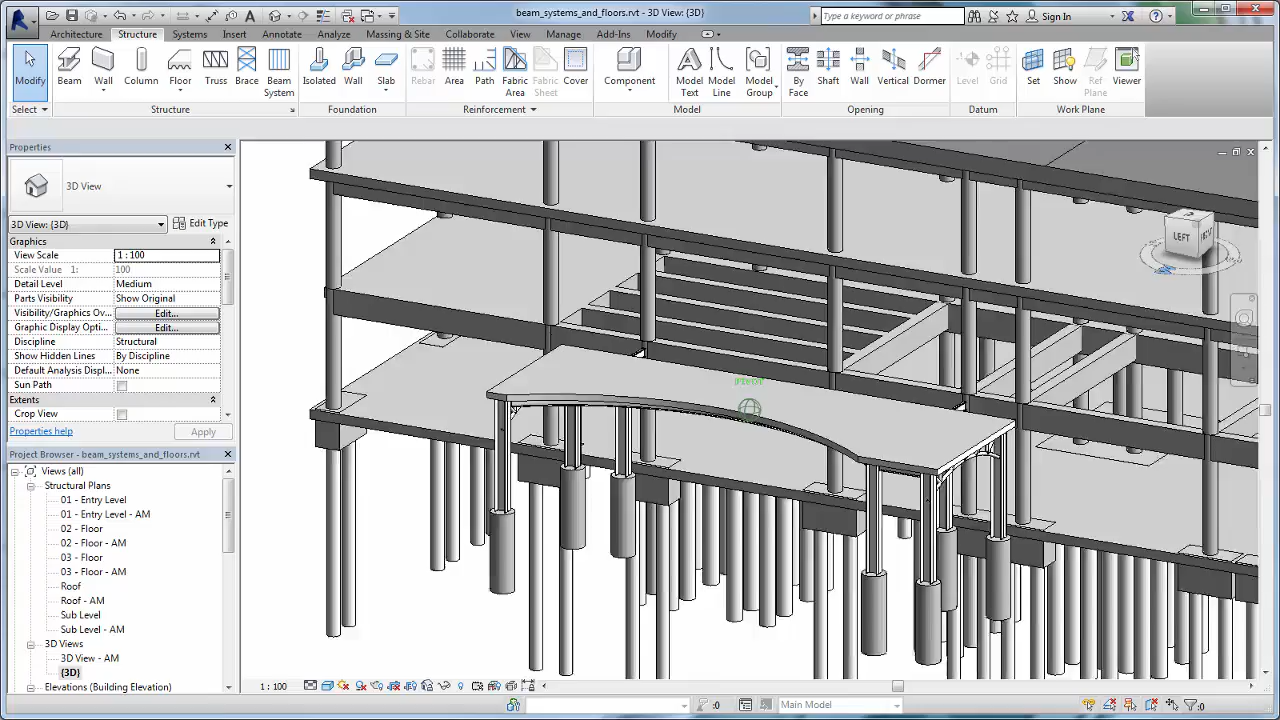 beam_systems_and_floors.rvt - 3D View: {3D}
Type a keyword or phrase
Sign In
Architecture Structure Systems Insert Annotate Analyze Massing & Site Collaborate View Manage Add-Ins Modify
Modify Beam Wall Column Floor Truss Brace Beam System Isolated Wall Slab Rebar Area Path Fabric Area Fabric Sheet Cover Component Model Text Model Line Model Group By Face Shaft Wall Vertical Dormer Level Grid Set Show Ref Plane Viewer
Select Structure Foundation Reinforcement Model Opening Datum Work Plane
Properties
3D View
3D View: {3D} Edit Type
Graphics
View Scale 1 : 100
Scale Value 1: 100
Detail Level Medium
Parts Visibility Show Original
Visibility/Graphics Ov... Edit...
Graphic Display Opti... Edit...
Discipline Structural
Show Hidden Lines By Discipline
Default Analysis Displ... None
Sun Path
Extents
Crop View
Properties help Apply
Project Browser - beam_systems_and_floors.rvt
Views (all)
Structural Plans
01 - Entry Level
01 - Entry Level - AM
02 - Floor
02 - Floor - AM
03 - Floor
03 - Floor - AM
Roof
Roof - AM
Sub Level
Sub Level - AM
3D Views
3D View - AM
{3D}
Elevations (Building Elevation)
LEFT
PIVOT
1 : 100
:0 Main Model :0